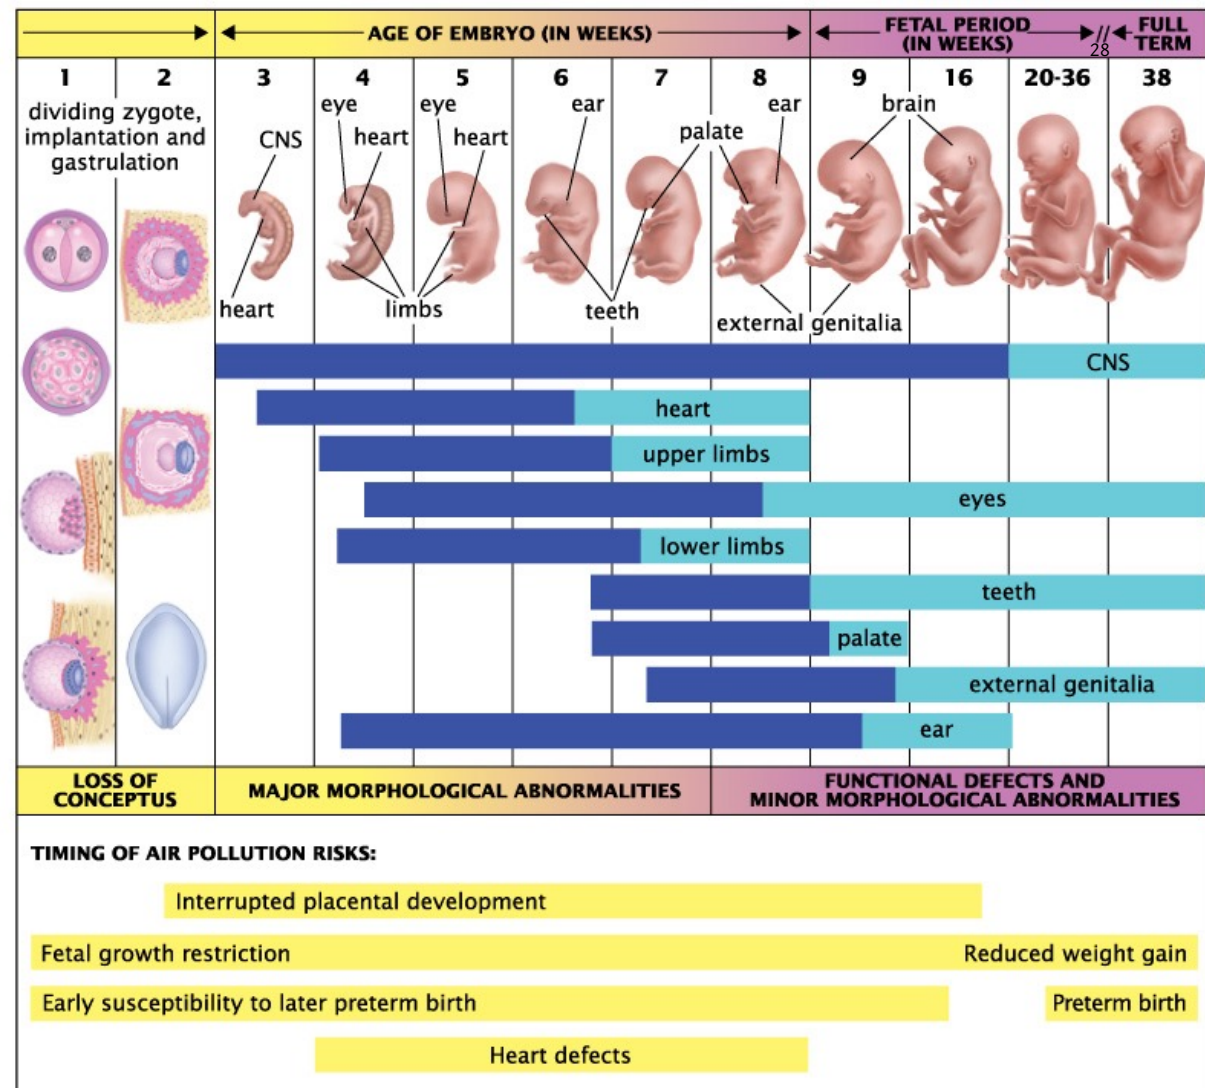 AGE OF EMBRYO (IN WEEKS)
FETAL PERIOD
(IN WEEKS)
28
FULL
TERM
1
2
3
4
5
6
7
8
9
16
20-36
38
dividing zygote,
implantation and
gastrulation
CNS
heart
eye
heart
eye
heart
limbs
ear
teeth
palate
ear
external genitalia
brain
CNS
heart
upper limbs
eyes
lower limbs
teeth
palate
external genitalia
ear
LOSS OF
CONCEPTUS
MAJOR MORPHOLOGICAL ABNORMALITIES
FUNCTIONAL DEFECTS AND
MINOR MORPHOLOGICAL ABNORMALITIES
TIMING OF AIR POLLUTION RISKS:
Interrupted placental development
Fetal growth restriction
Reduced weight gain
Early susceptibility to later preterm birth
Preterm birth
Heart defects